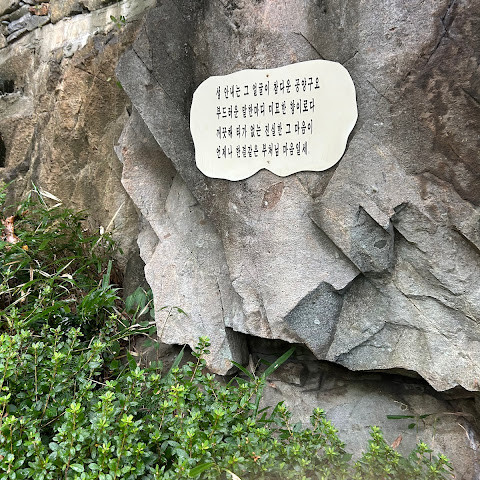 성 안내는 그 얼굴이 참다운 공양구요
부드러운 말한마디 미묘한 향이로다
깨끗해 티가 없는 진실한 그 마음이
언제나 한결같은 부처님 마음일세